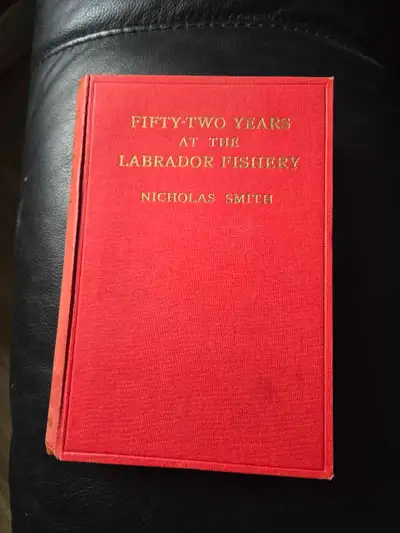 FIFTY-TWO YEARS
AT THE
LABRADOR FISHERY
NICHOLAS SMITH